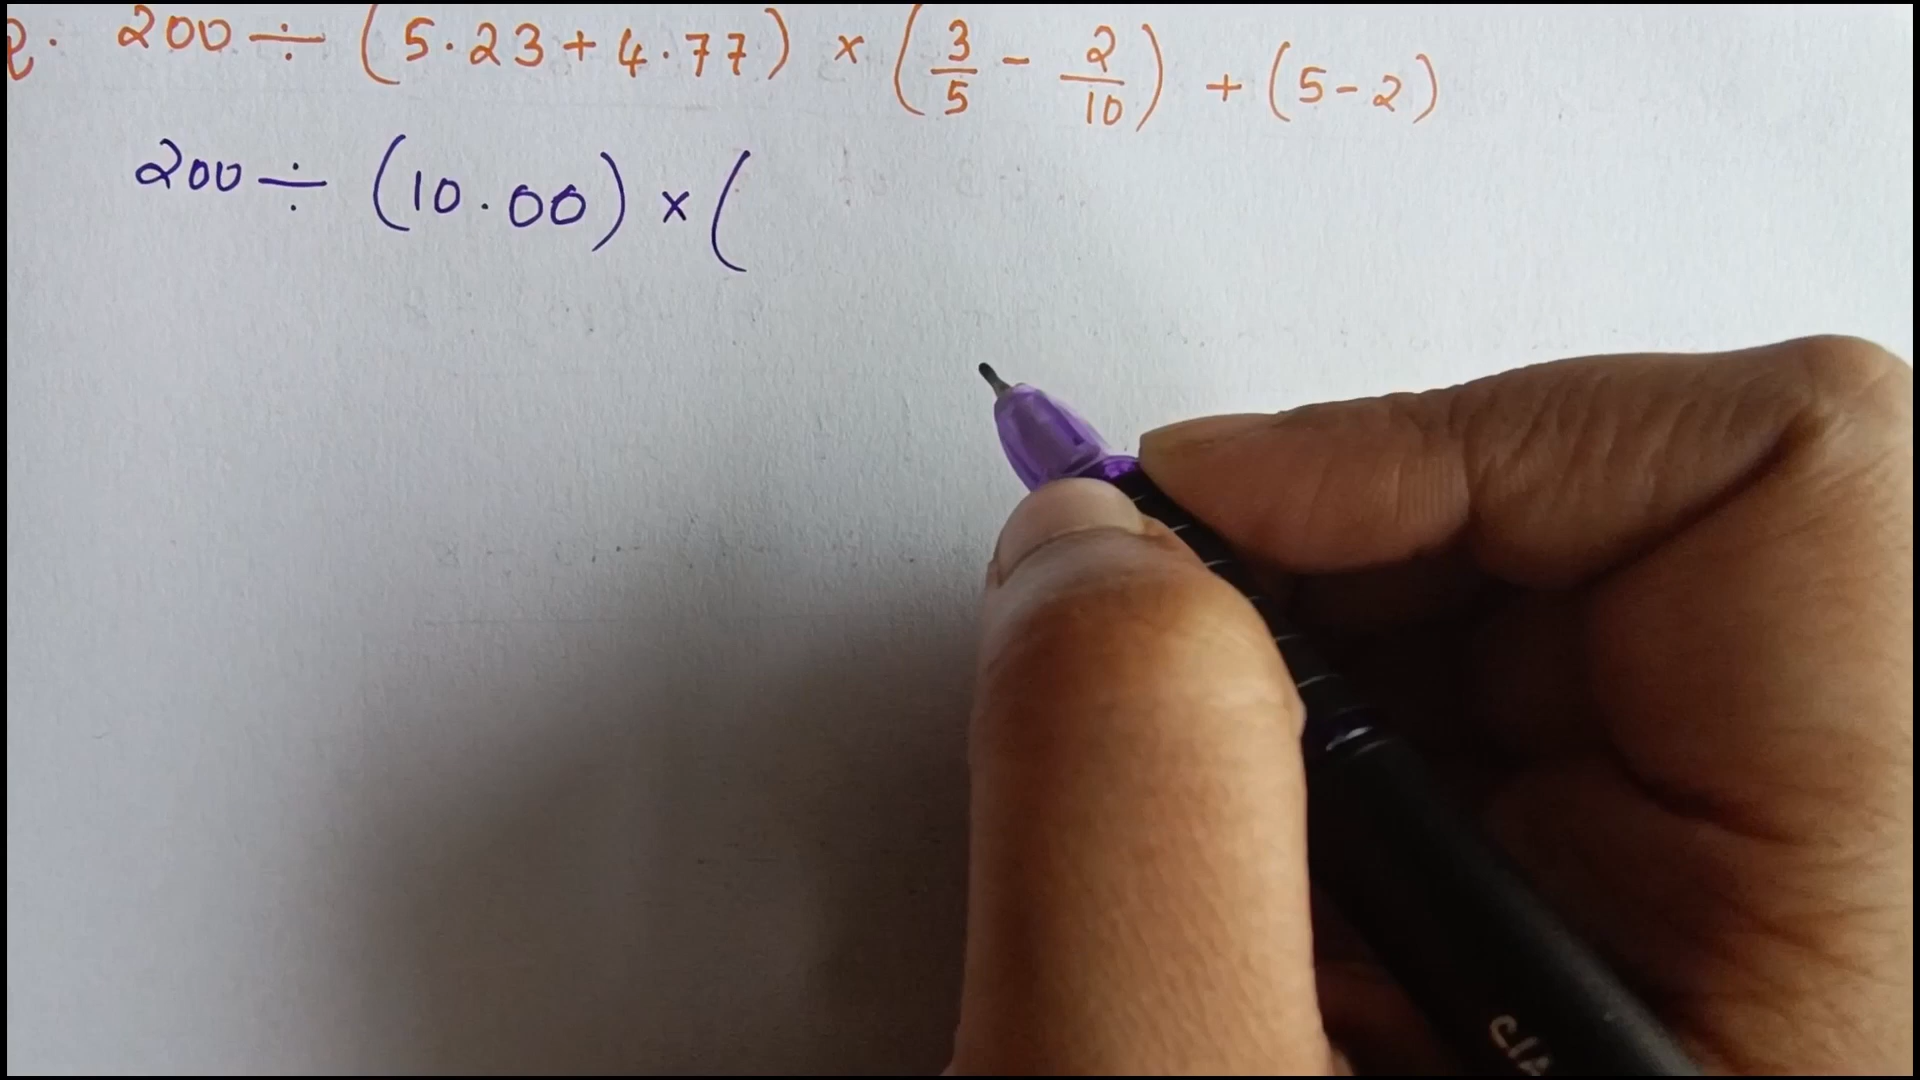 Q. 200 ÷ (5.23 + 4.77) × (3/5 - 2/10) + (5-2)
200 ÷ (10.00) × (